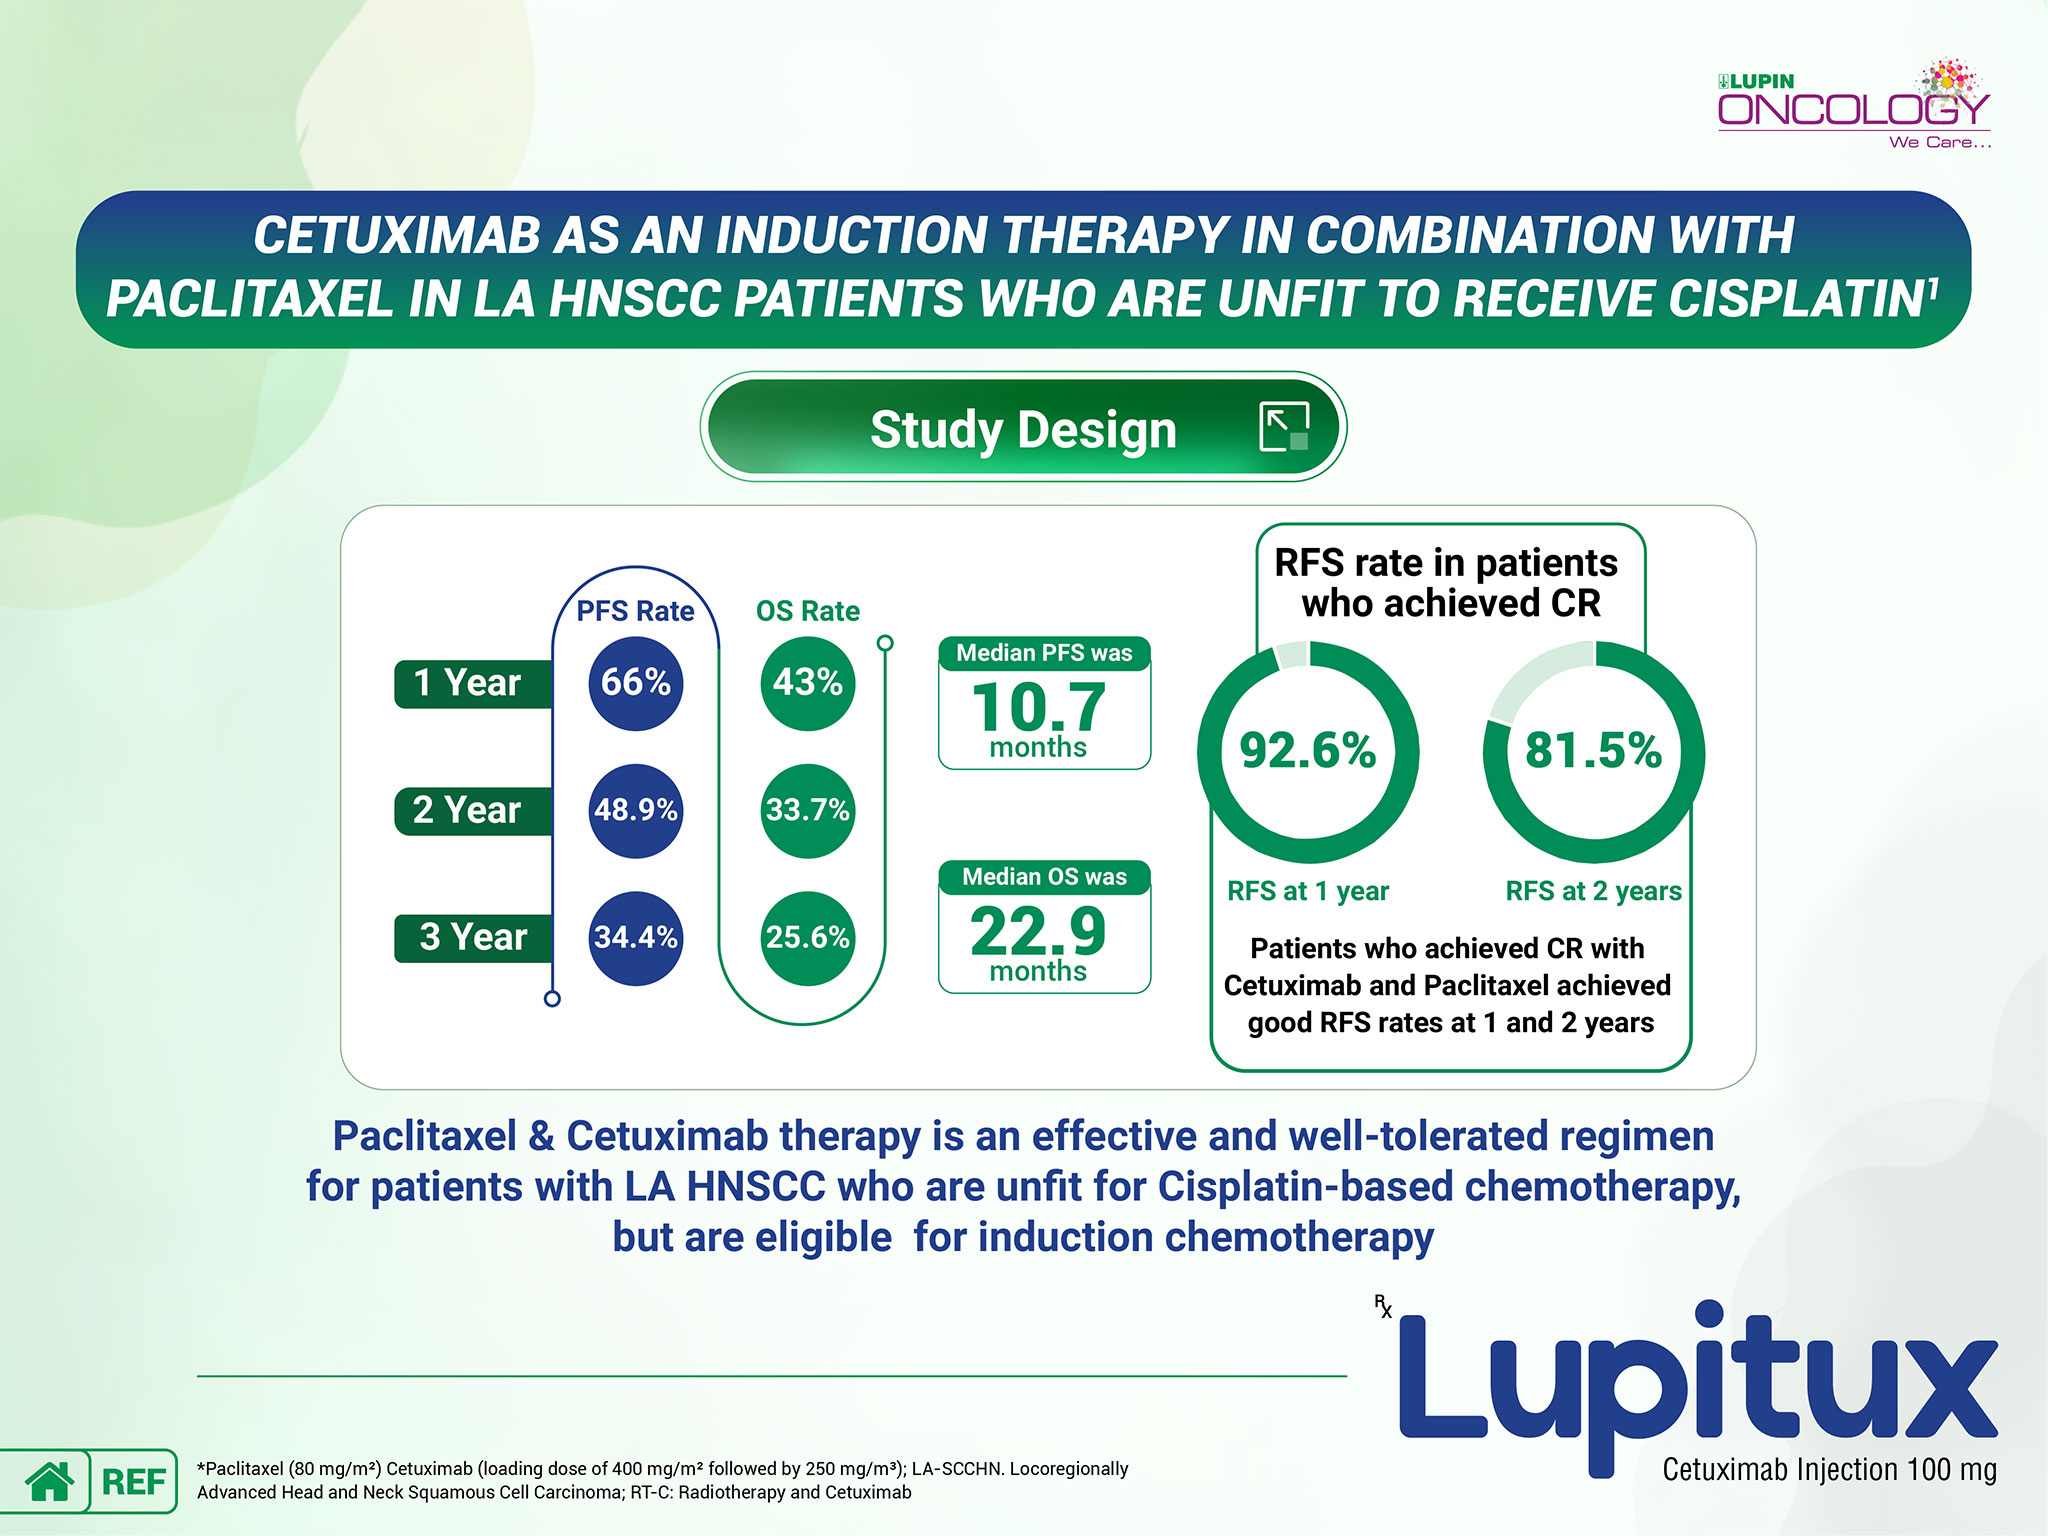 LUPIN
ONCOLOGY
We Care...
CETUXIMAB AS AN INDUCTION THERAPY IN COMBINATION WITH
PACLITAXEL IN LA HNSCC PATIENTS WHO ARE UNFIT TO RECEIVE CISPLATIN¹
Study Design
PFS Rate
OS Rate
1 Year
66%
43%
2 Year
48.9%
33.7%
3 Year
34.4%
25.6%
Median PFS was
10.7
months
Median OS was
22.9
months
RFS rate in patients
who achieved CR
92.6%
81.5%
RFS at 1 year
RFS at 2 years
Patients who achieved CR with
Cetuximab and Paclitaxel achieved
good RFS rates at 1 and 2 years
Paclitaxel & Cetuximab therapy is an effective and well-tolerated regimen
for patients with LA HNSCC who are unfit for Cisplatin-based chemotherapy,
but are eligible for induction chemotherapy
Rx
Lupitux
Cetuximab Injection 100 mg
REF
*Paclitaxel (80 mg/m²) Cetuximab (loading dose of 400 mg/m² followed by 250 mg/m³); LA-SCCHN. Locoregionally
Advanced Head and Neck Squamous Cell Carcinoma; RT-C: Radiotherapy and Cetuximab